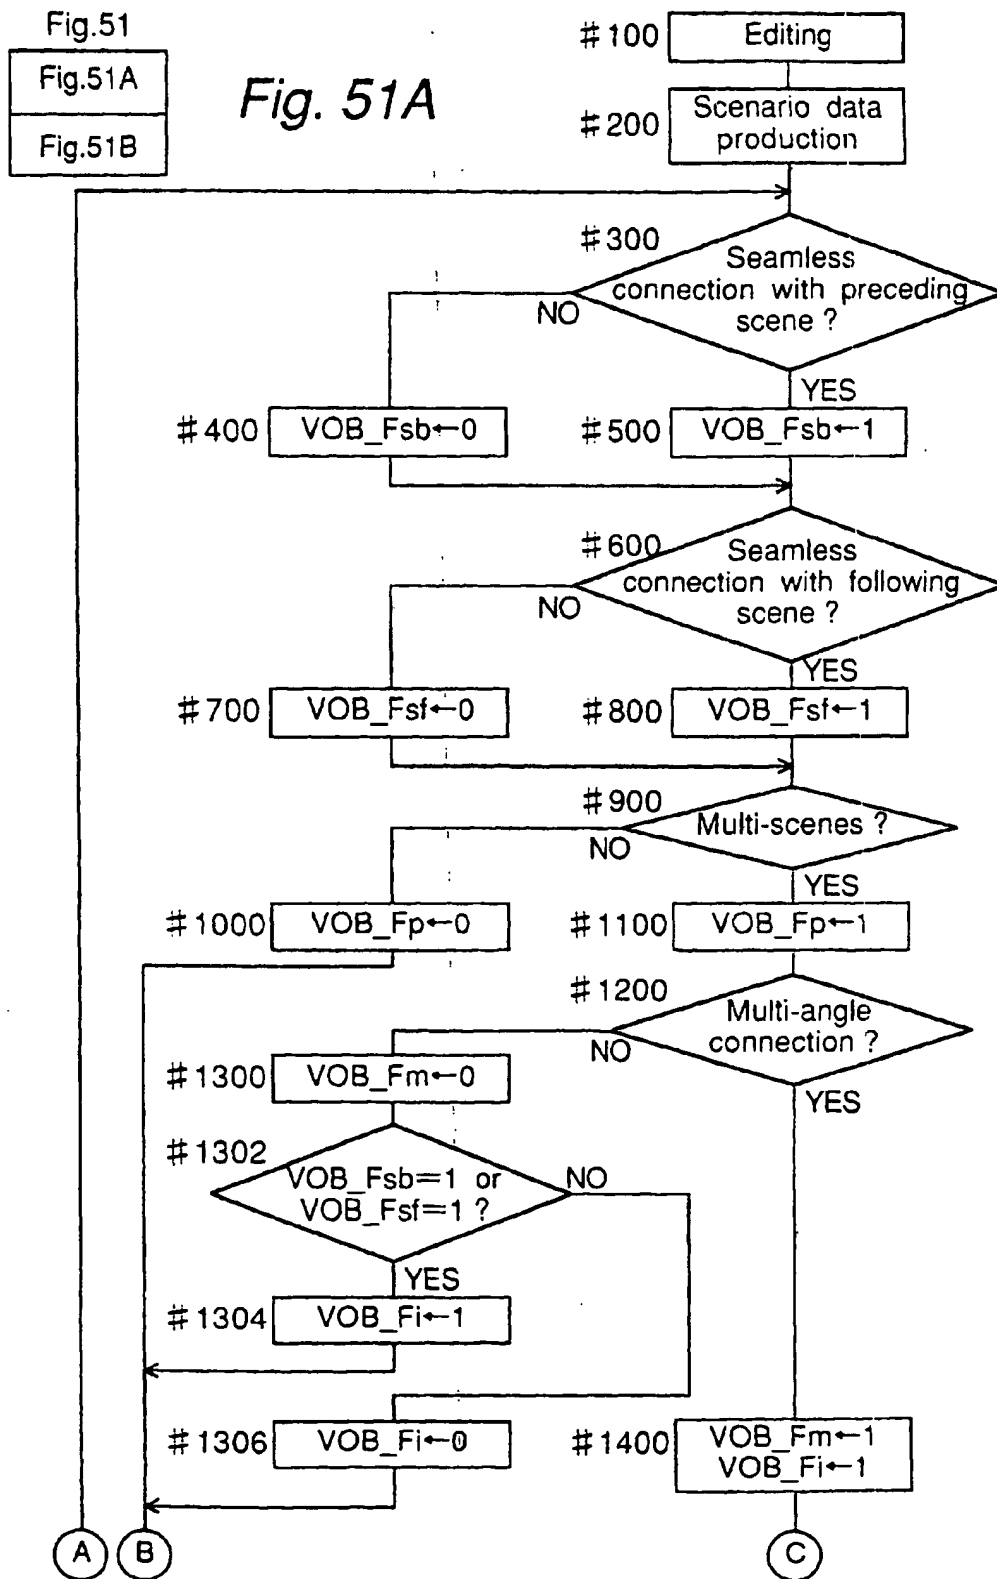 Fig.51
Fig.51A
Fig.51B
Fig. 51A
#100
Editing
#200
Scenario data
production
#300
Seamless
connection with preceding
scene ?
NO
YES
#400
VOB_Fsb←0
#500
VOB_Fsb←1
#600
Seamless
connection with following
scene ?
NO
YES
#700
VOB_Fsf←0
#800
VOB_Fsf←1
#900
Multi-scenes ?
NO
YES
#1000
VOB_Fp←0
#1100
VOB_Fp←1
#1200
Multi-angle
connection ?
NO
YES
#1300
VOB_Fm←0
#1302
VOB_Fsb=1 or
VOB_Fsf=1 ?
NO
YES
#1304
VOB_Fi←1
#1306
VOB_Fi←0
#1400
VOB_Fm←1
VOB_Fi←1
A
B
C